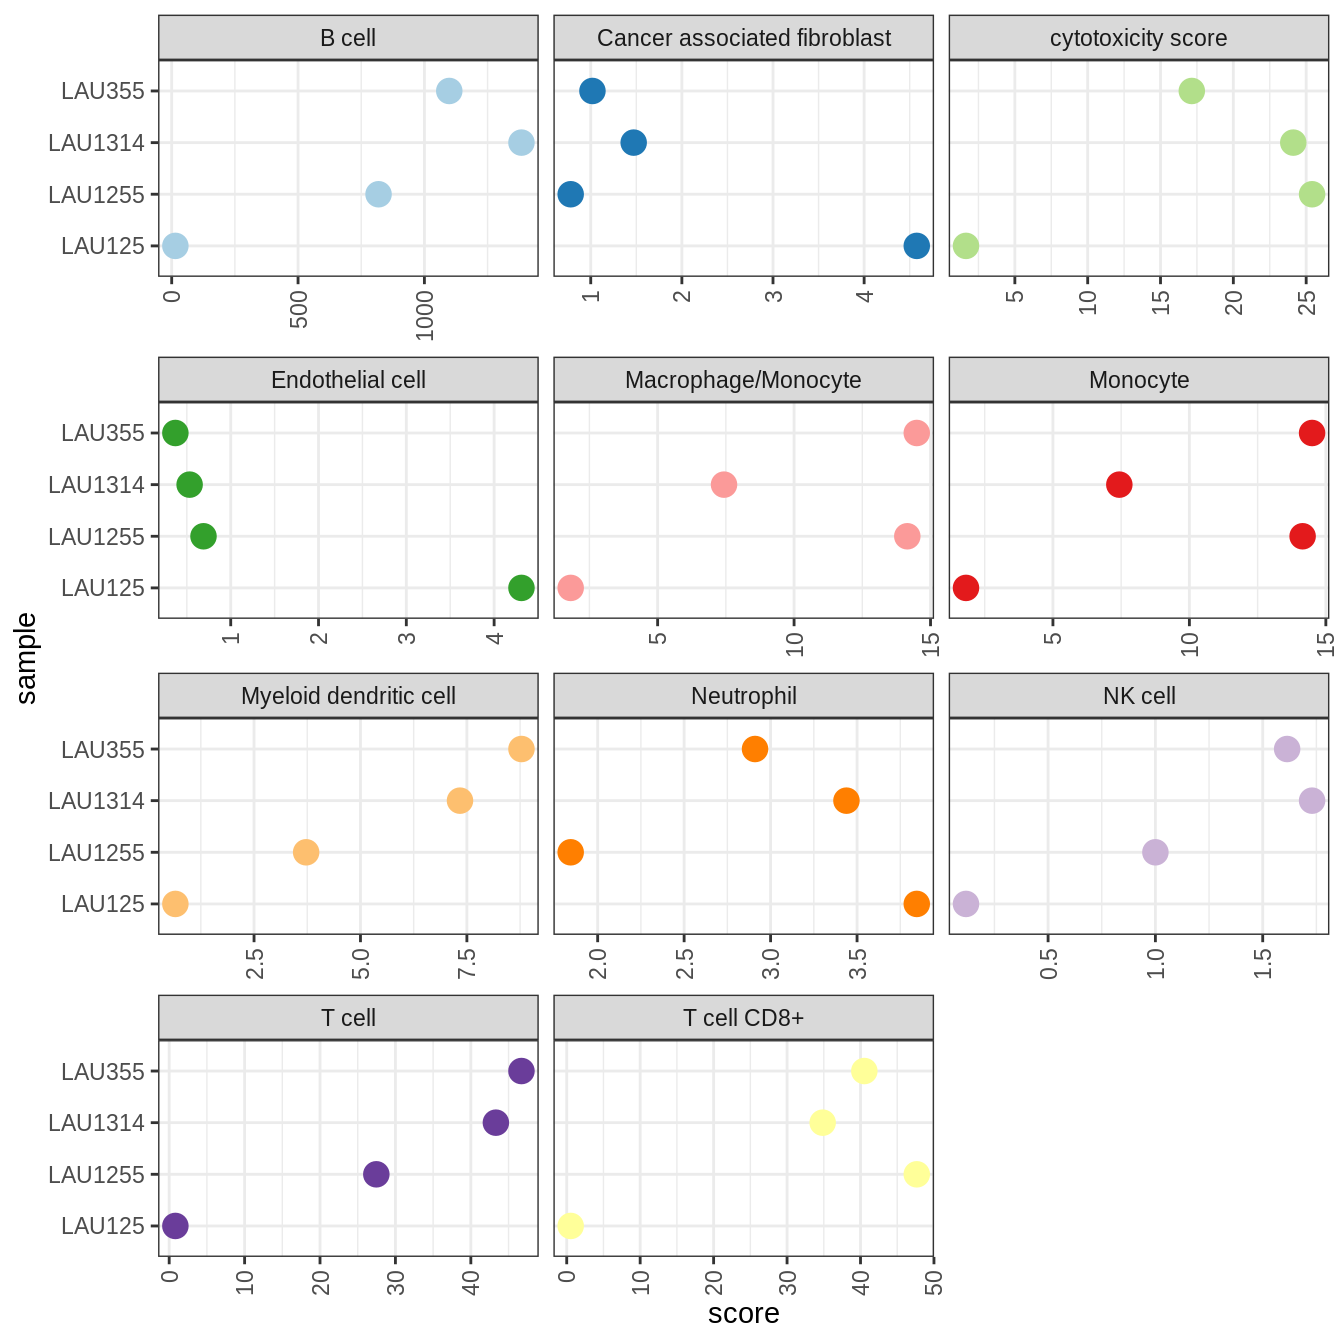 B cell
Cancer associated fibroblast
cytotoxicity score
LAU355
LAU1314
LAU1255
LAU125
0 500 1000
1 2 3 4
5 10 15 20 25
Endothelial cell
Macrophage/Monocyte
Monocyte
LAU355
LAU1314
LAU1255
LAU125
1 2 3 4
5 10 15
5 10 15
sample
Myeloid dendritic cell
Neutrophil
NK cell
LAU355
LAU1314
LAU1255
LAU125
2.5 5.0 7.5
2.0 2.5 3.0 3.5
0.5 1.0 1.5
T cell
T cell CD8+
LAU355
LAU1314
LAU1255
LAU125
0 10 20 30 40
0 10 20 30 40 50
score